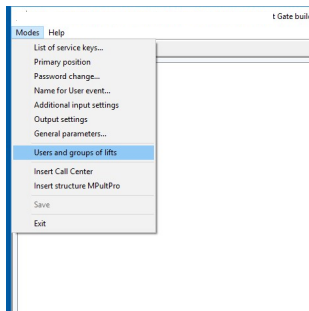 t Gate buil
Modes Help
List of service keys...
Primary position
Password change...
Name for User event...
Additional input settings
Output settings
General parameters...
Users and groups of lifts
Insert Call Center
Insert structure MPultPro
Save
Exit